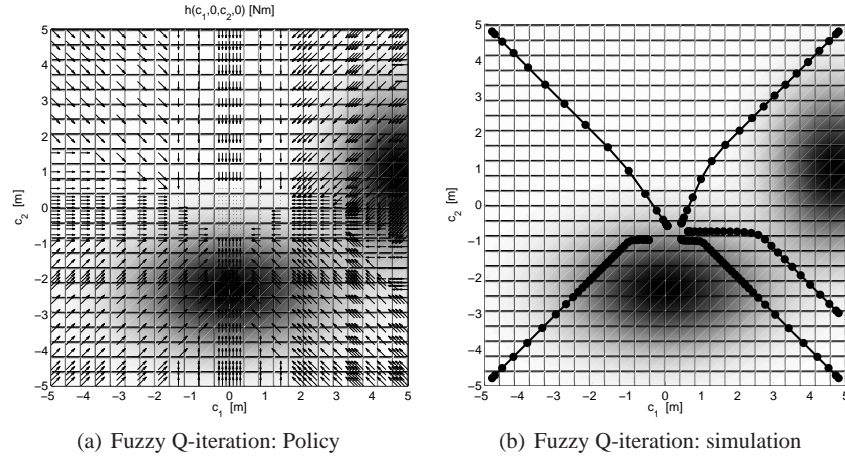 h(c₁,0,c₂,0) [Nm]
5
4
3
2
1
0
−1
−2
−3
−4
−5
c₂ [m]
−5 −4 −3 −2 −1 0 1 2 3 4 5
c₁ [m]
(a) Fuzzy Q-iteration: Policy
5
4
3
2
1
0
−1
−2
−3
−4
−5
c₂ [m]
−5 −4 −3 −2 −1 0 1 2 3 4 5
c₁ [m]
(b) Fuzzy Q-iteration: simulation